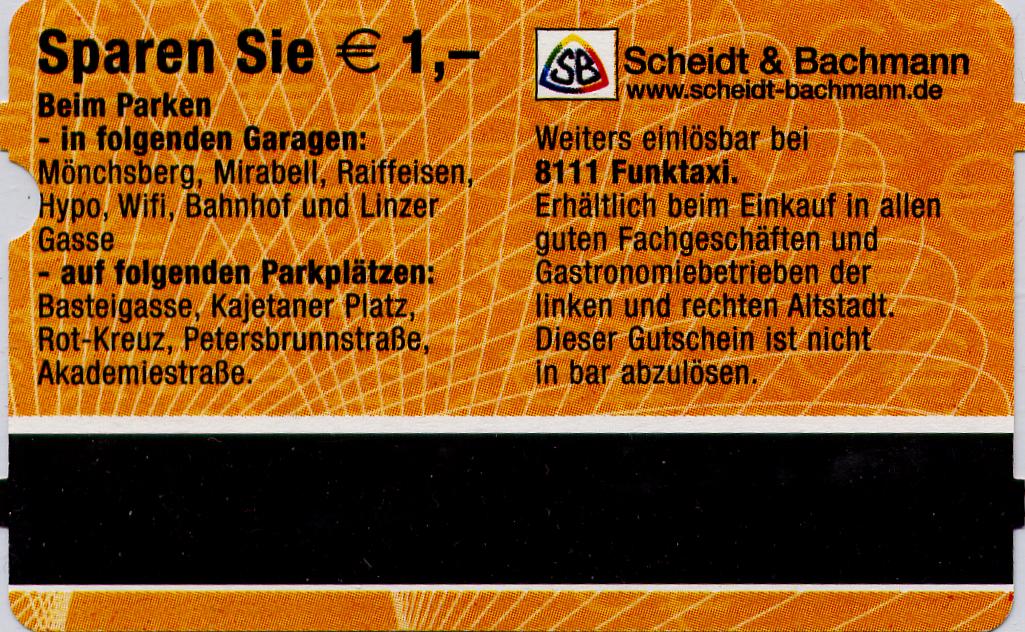 Sparen Sie € 1,–
Beim Parken
- in folgenden Garagen:
Mönchsberg, Mirabell, Raiffeisen,
Hypo, Wifi, Bahnhof und Linzer
Gasse
- auf folgenden Parkplätzen:
Basteigasse, Kajetaner Platz,
Rot-Kreuz, Petersbrunnstraße,
Akademiestraße.
SB
Scheidt & Bachmann
www.scheidt-bachmann.de
Weiters einlösbar bei
8111 Funktaxi.
Erhältlich beim Einkauf in allen
guten Fachgeschäften und
Gastronomiebetrieben der
linken und rechten Altstadt.
Dieser Gutschein ist nicht
in bar abzulösen.